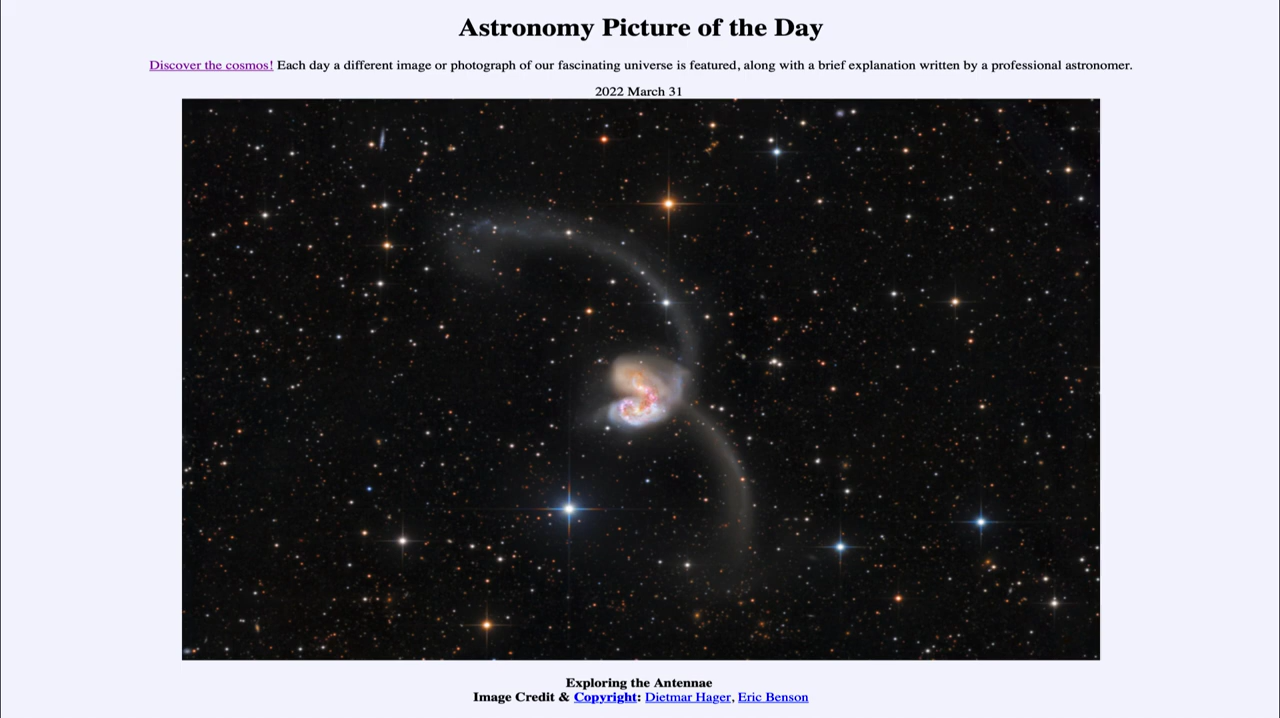 Astronomy Picture of the Day
Discover the cosmos! Each day a different image or photograph of our fascinating universe is featured, along with a brief explanation written by a professional astronomer.
2022 March 31
Exploring the Antennae
Image Credit & Copyright: Dietmar Hager, Eric Benson